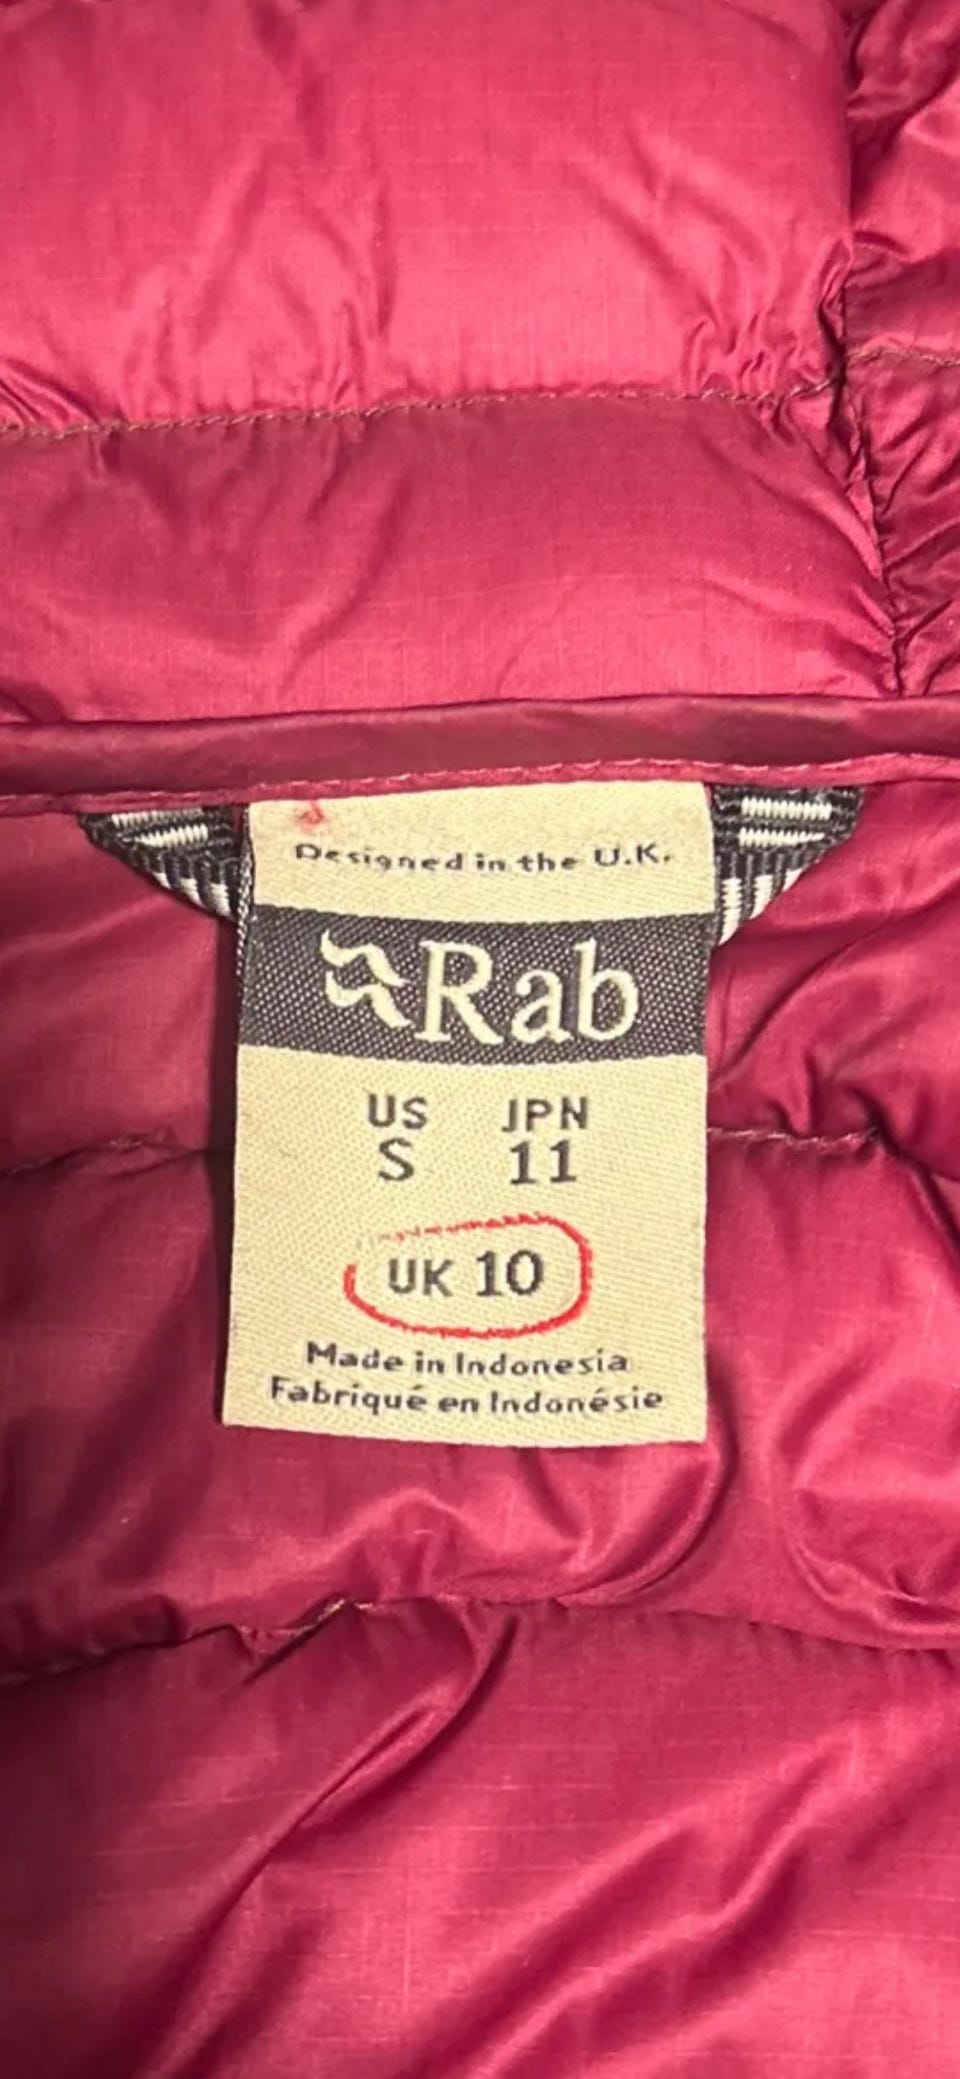 Designed in the U.K.
Rab
US JPN
S 11
UK 10
Made in Indonesia
Fabriqué en Indonésie